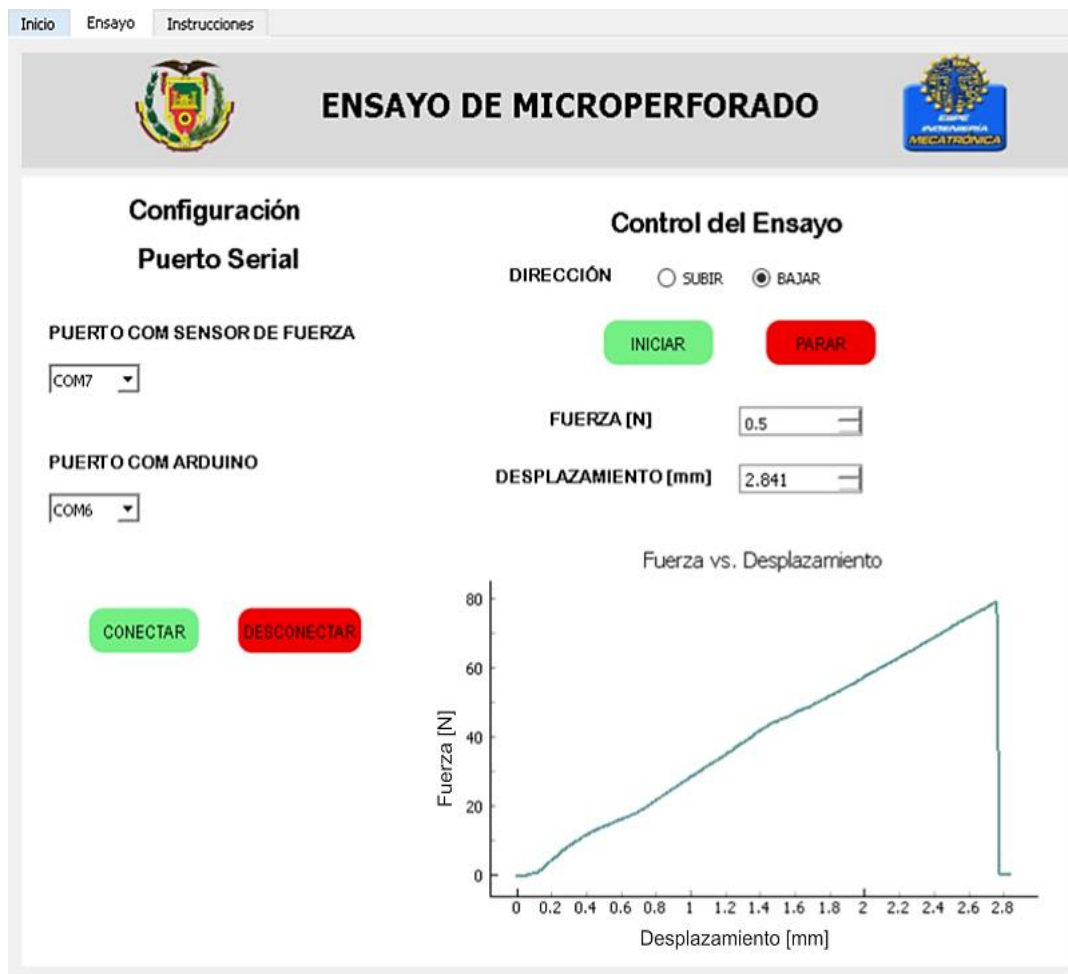 Inicio Ensayo Instrucciones
ENSAYO DE MICROPERFORADO
ESPE
INGENIERÍA
MECATRÓNICA
Configuración
Puerto Serial
PUERTO COM SENSOR DE FUERZA
COM7
PUERTO COM ARDUINO
COM6
CONECTAR DESCONECTAR
Control del Ensayo
DIRECCIÓN SUBIR BAJAR
INICIAR PARAR
FUERZA [N] 0.5
DESPLAZAMIENTO [mm] 2.841
Fuerza vs. Desplazamiento
Fuerza [N]
80
60
40
20
0
0 0.2 0.4 0.6 0.8 1 1.2 1.4 1.6 1.8 2 2.2 2.4 2.6 2.8
Desplazamiento [mm]